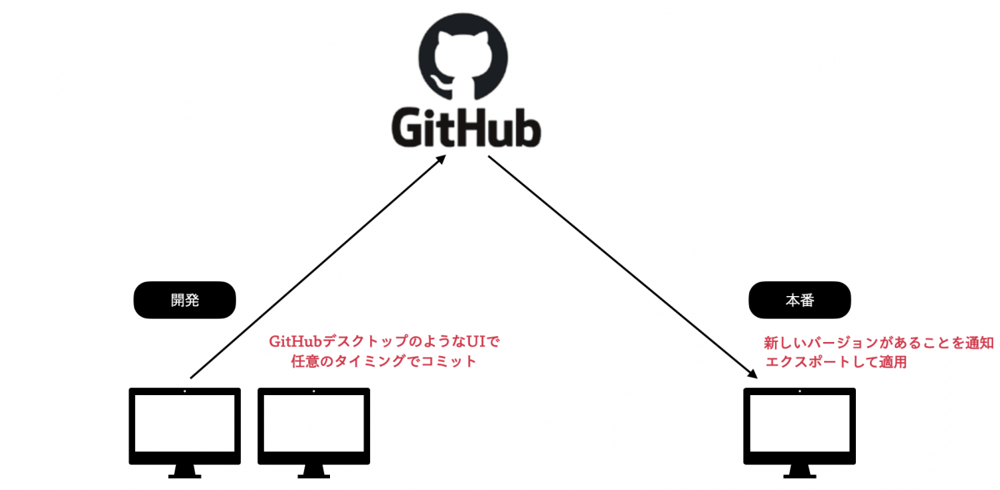 GitHub
開発
本番
GitHubデスクトップのようなUIで
任意のタイミングでコミット
新しいバージョンがあることを通知
エクスポートして適用